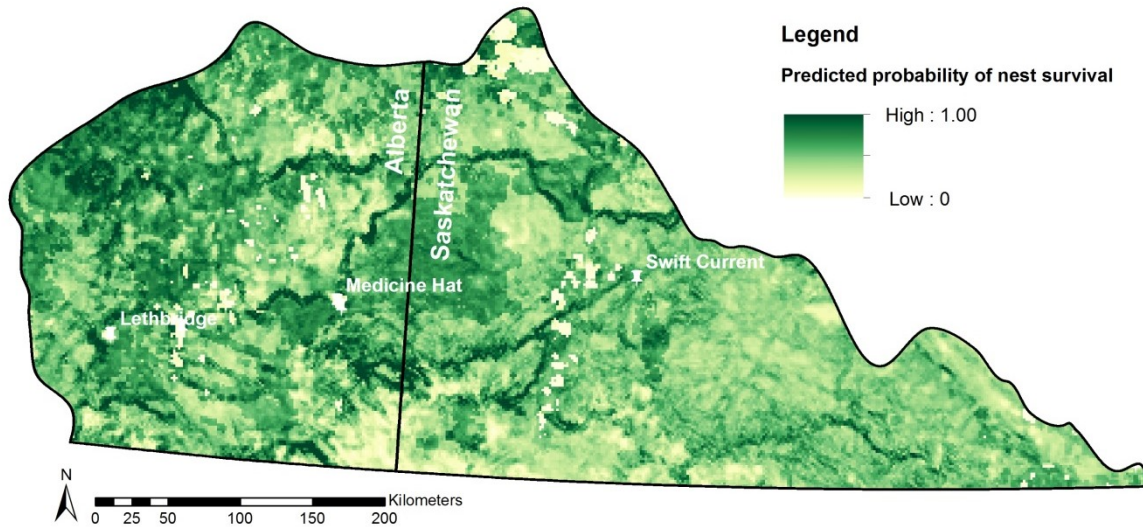 Legend
Predicted probability of nest survival
High : 1.00
Low : 0
Alberta
Saskatchewan
Swift Current
Medicine Hat
Lethbridge
N
Kilometers
0 25 50 100 150 200